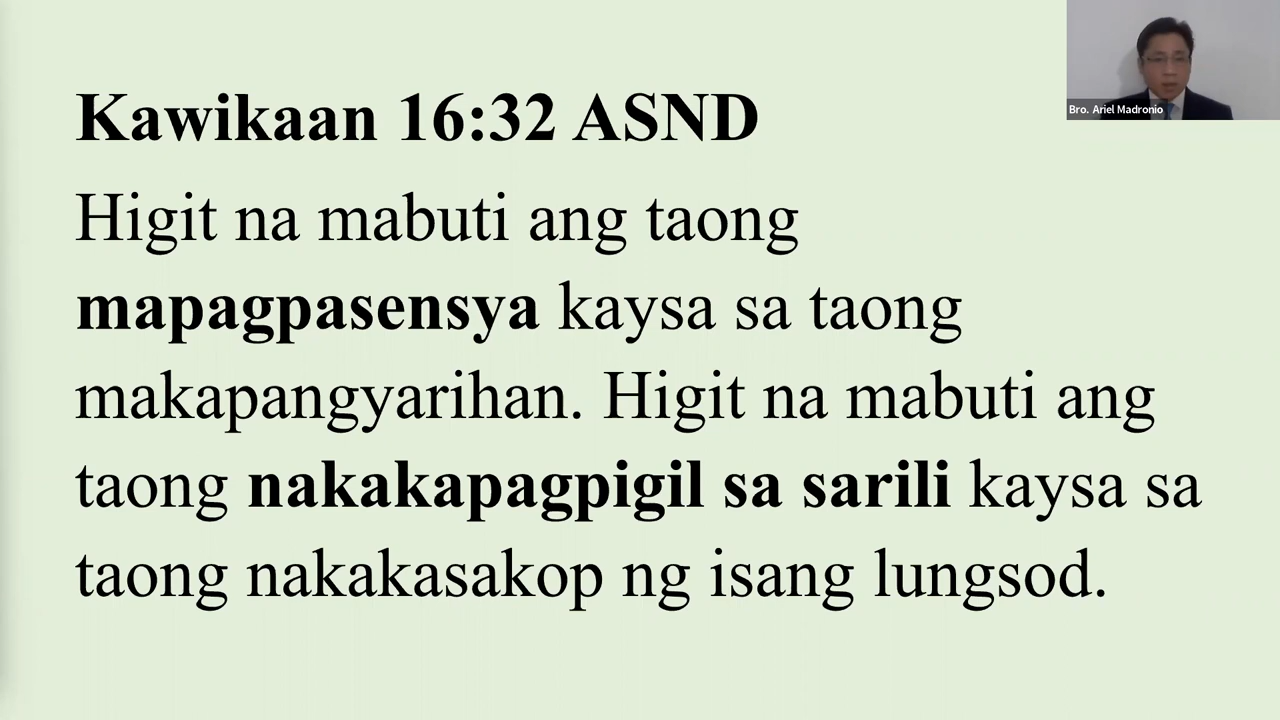 Kawikaan 16:32 ASND
Higit na mabuti ang taong
mapagpasensya kaysa sa taong
makapangyarihan. Higit na mabuti ang
taong nakakapagpigil sa sarili kaysa sa
taong nakakasakop ng isang lungsod.
Bro. Ariel Madronio